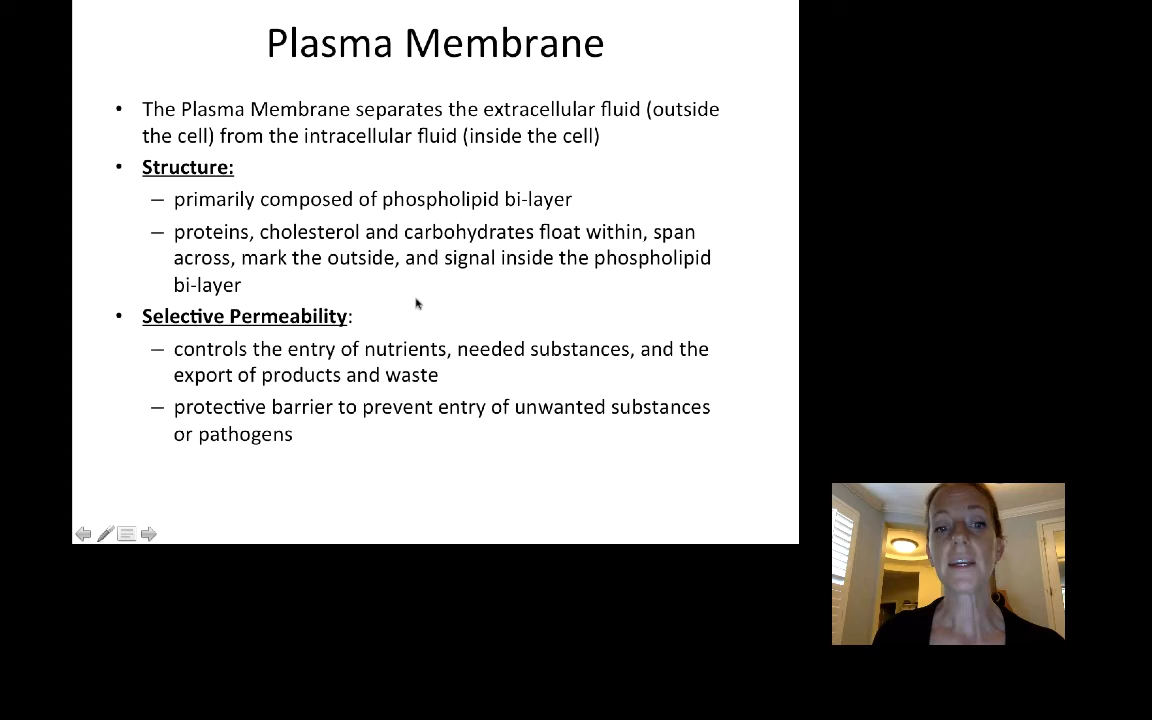 Plasma Membrane
• The Plasma Membrane separates the extracellular fluid (outside
the cell) from the intracellular fluid (inside the cell)
• Structure:
– primarily composed of phospholipid bi-layer
– proteins, cholesterol and carbohydrates float within, span
across, mark the outside, and signal inside the phospholipid
bi-layer
• Selective Permeability:
– controls the entry of nutrients, needed substances, and the
export of products and waste
– protective barrier to prevent entry of unwanted substances
or pathogens